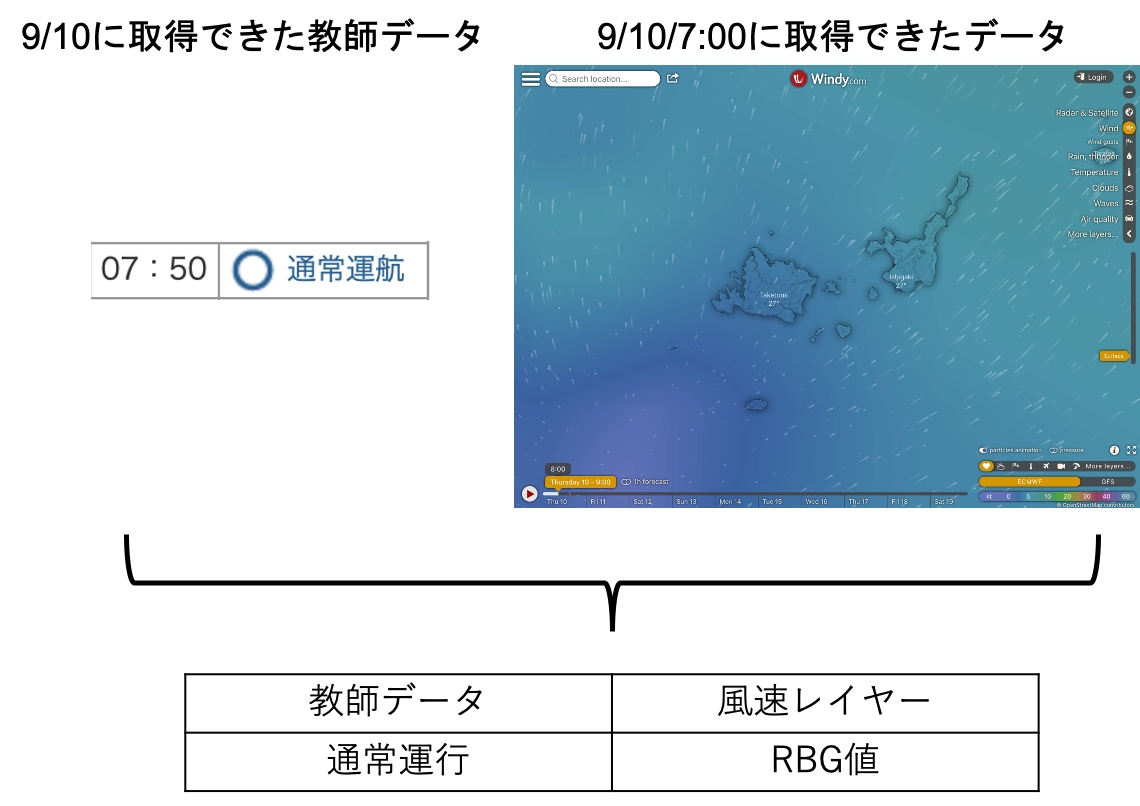 9/10に取得できた教師データ
9/10/7:00に取得できたデータ
07：50
通常運航
Search location...
Windy.com
Login
Radar & Satellite
Wind
Wind gusts
Rain, thunder
Temperature
Clouds
Waves
Air quality
More layers...
Ishigaki
27°
Taketomi
27°
Surface
particles animation
pressure
More layers...
8:00
Thursday 10 - 9:00
1h forecast
ECMWF
GFS
Thu 10
Fri 11
Sat 12
Sun 13
Mon 14
Tue 15
Wed 16
Thu 17
Fri 18
Sat 19
kt 0 5 10 20 30 40 60
© OpenStreetMap contributors
教師データ
風速レイヤー
通常運行
RBG値